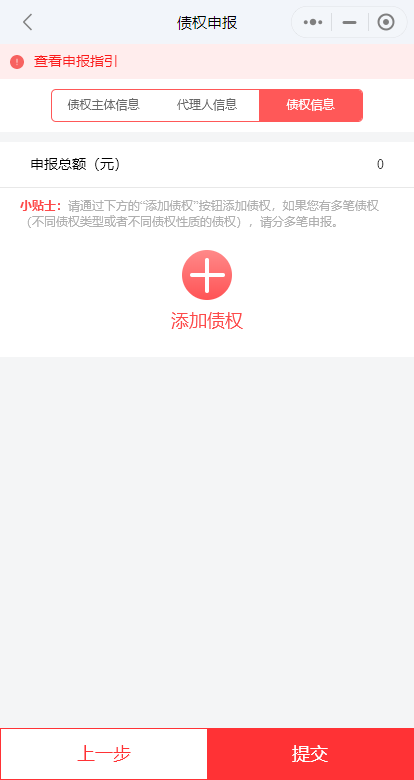 债权申报
查看申报指引
债权主体信息
代理人信息
债权信息
申报总额（元）
0
小贴士：请通过下方的“添加债权”按钮添加债权，如果您有多笔债权
（不同债权类型或者不同债权性质的债权），请分多笔申报。
添加债权
上一步
提交